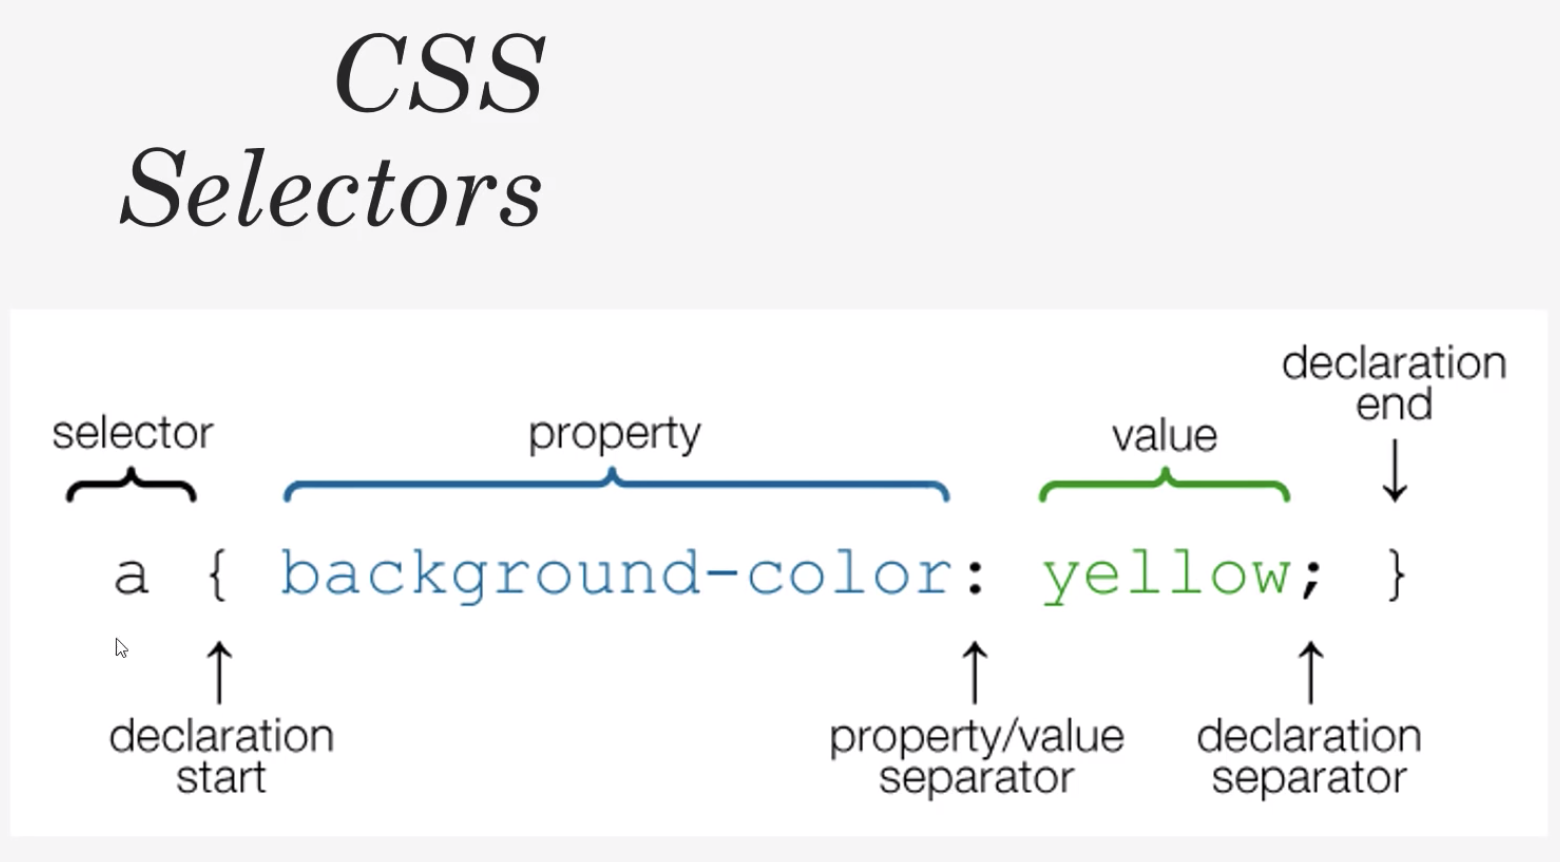 CSS
Selectors
declaration
end
selector
property
value
a { background-color: yellow; }
declaration
start
property/value
separator
declaration
separator